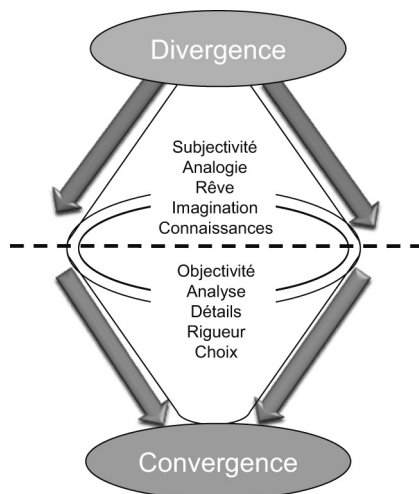 Divergence
Subjectivité
Analogie
Rêve
Imagination
Connaissances
Objectivité
Analyse
Détails
Rigueur
Choix
Convergence